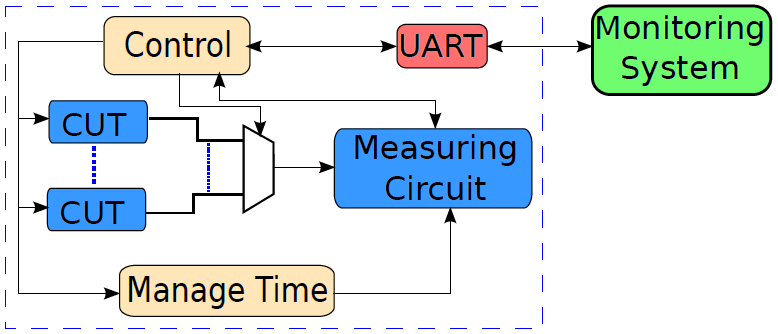 Control
UART
Monitoring
System
CUT
Measuring
Circuit
CUT
Manage Time